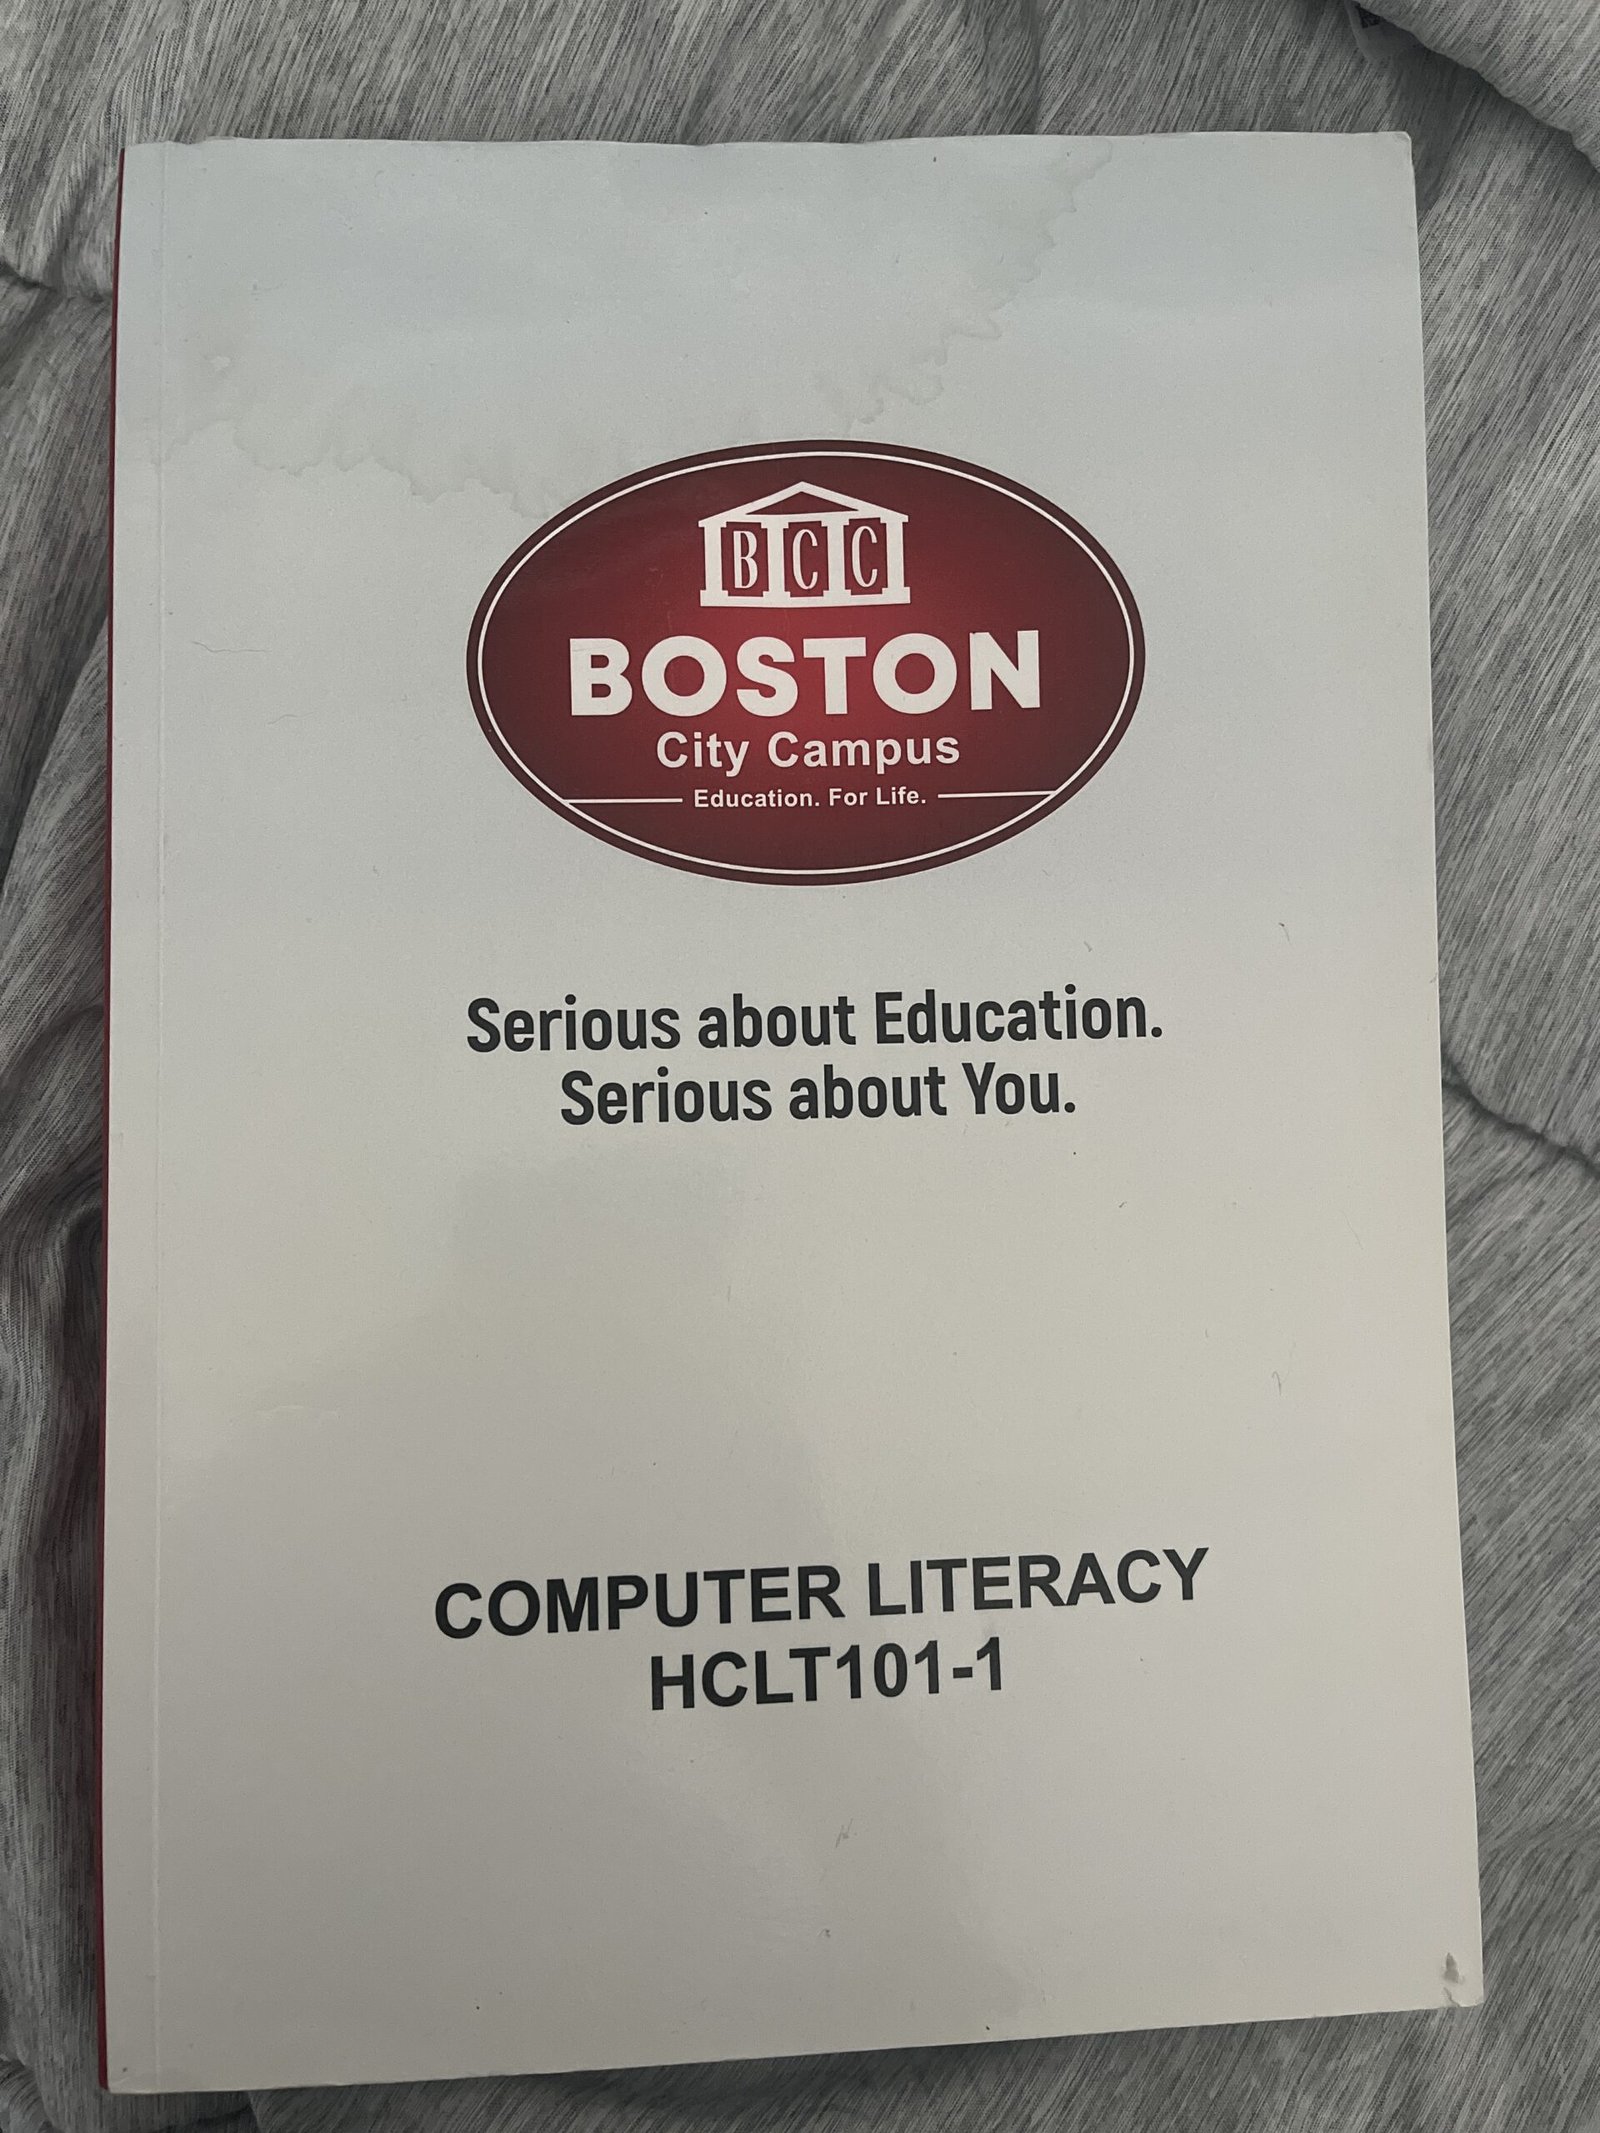 BCC
BOSTON
City Campus
Education. For Life.
Serious about Education.
Serious about You.
COMPUTER LITERACY
HCLT101-1